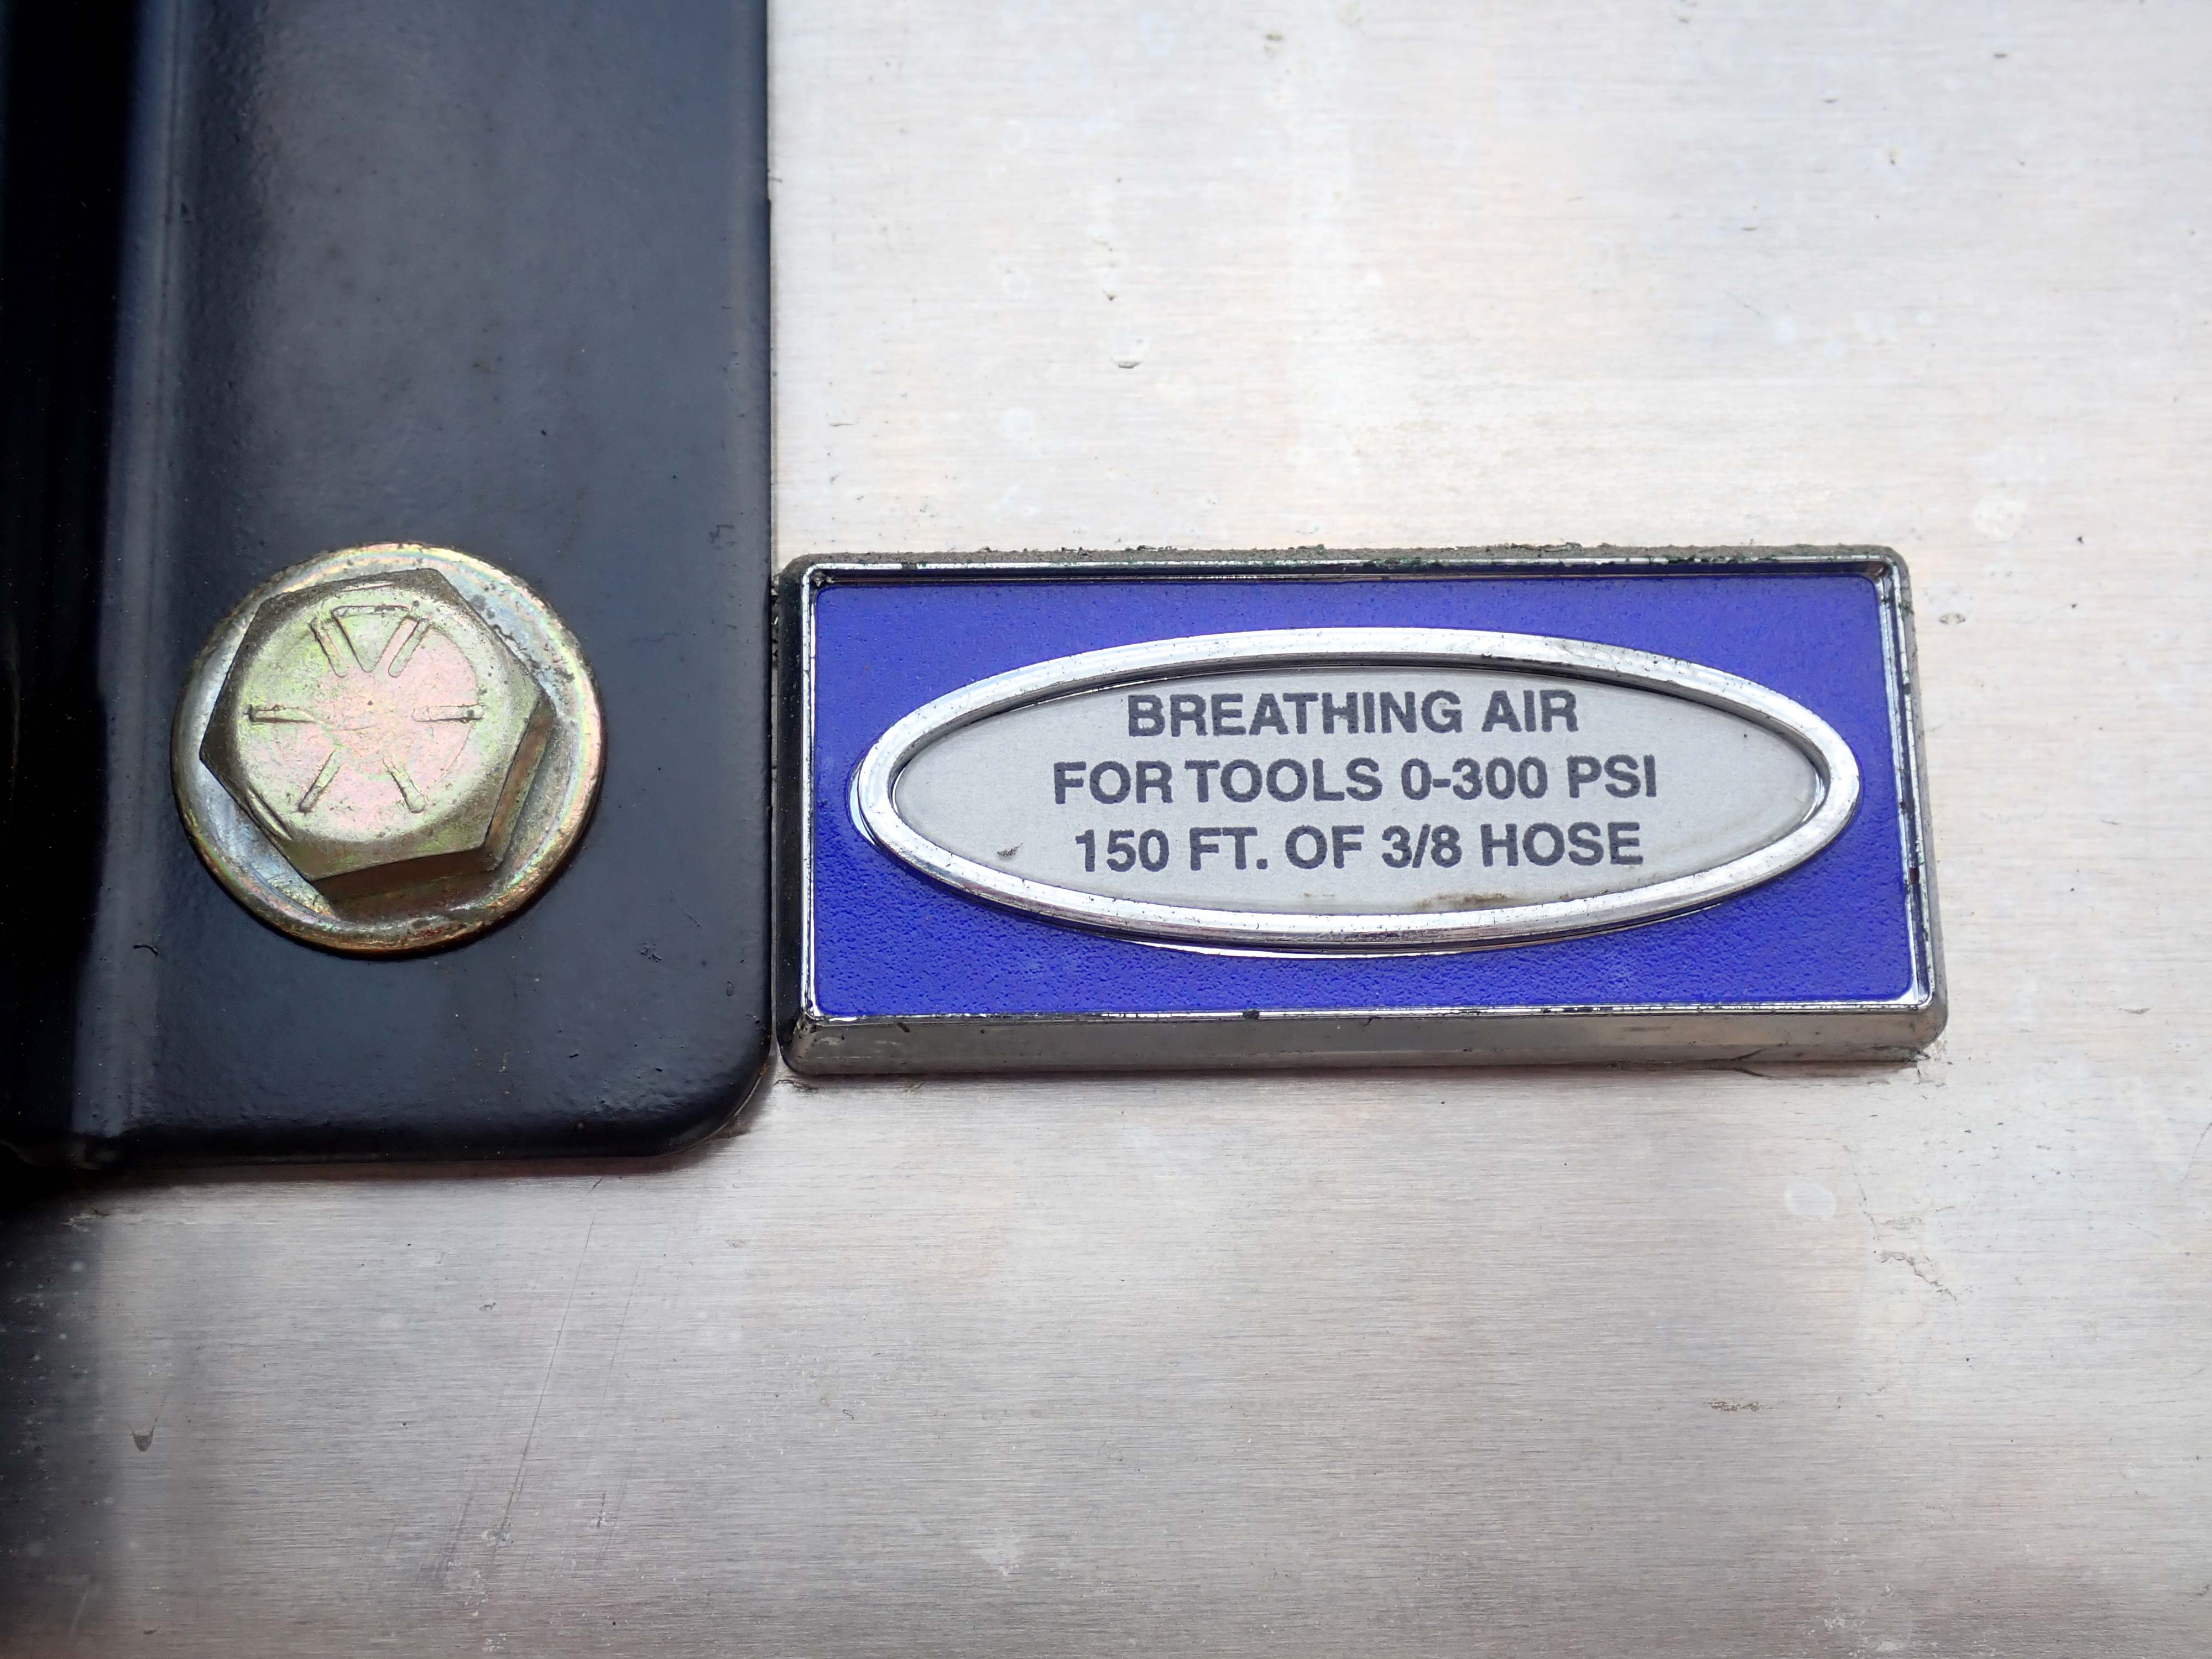 BREATHING AIR
FOR TOOLS 0-300 PSI
150 FT. OF 3/8 HOSE